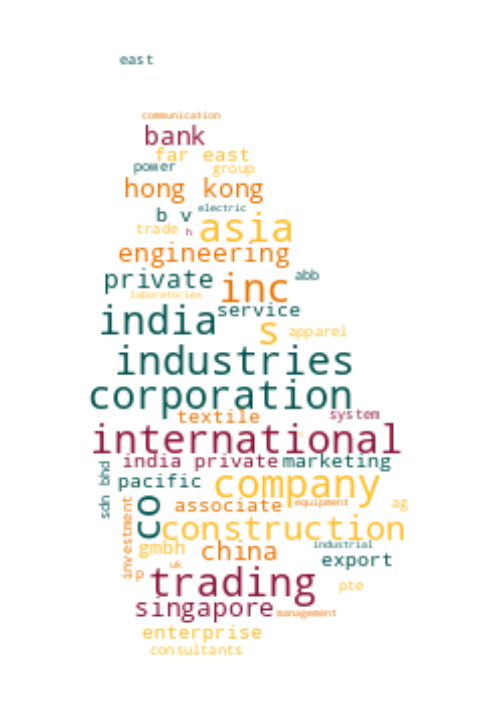 east
communication
bank
far east
power group
hong kong
electric
b v
trade h asia
engineering
private inc abb
laboratories
india service
s apparel
industries
corporation
textile system
international
india private marketing
sdn bhd pacific company
co associate equipment ag
investment construction
gmbh china industrial
uk export
p trading pte
singapore management
enterprise
consultants